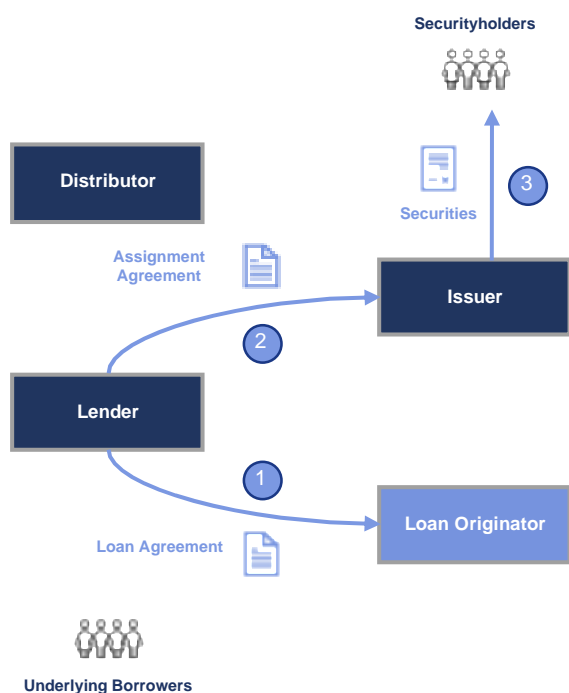 Securityholders
Distributor
3
Securities
Assignment
Agreement
Issuer
2
Lender
1
Loan Originator
Loan Agreement
Underlying Borrowers